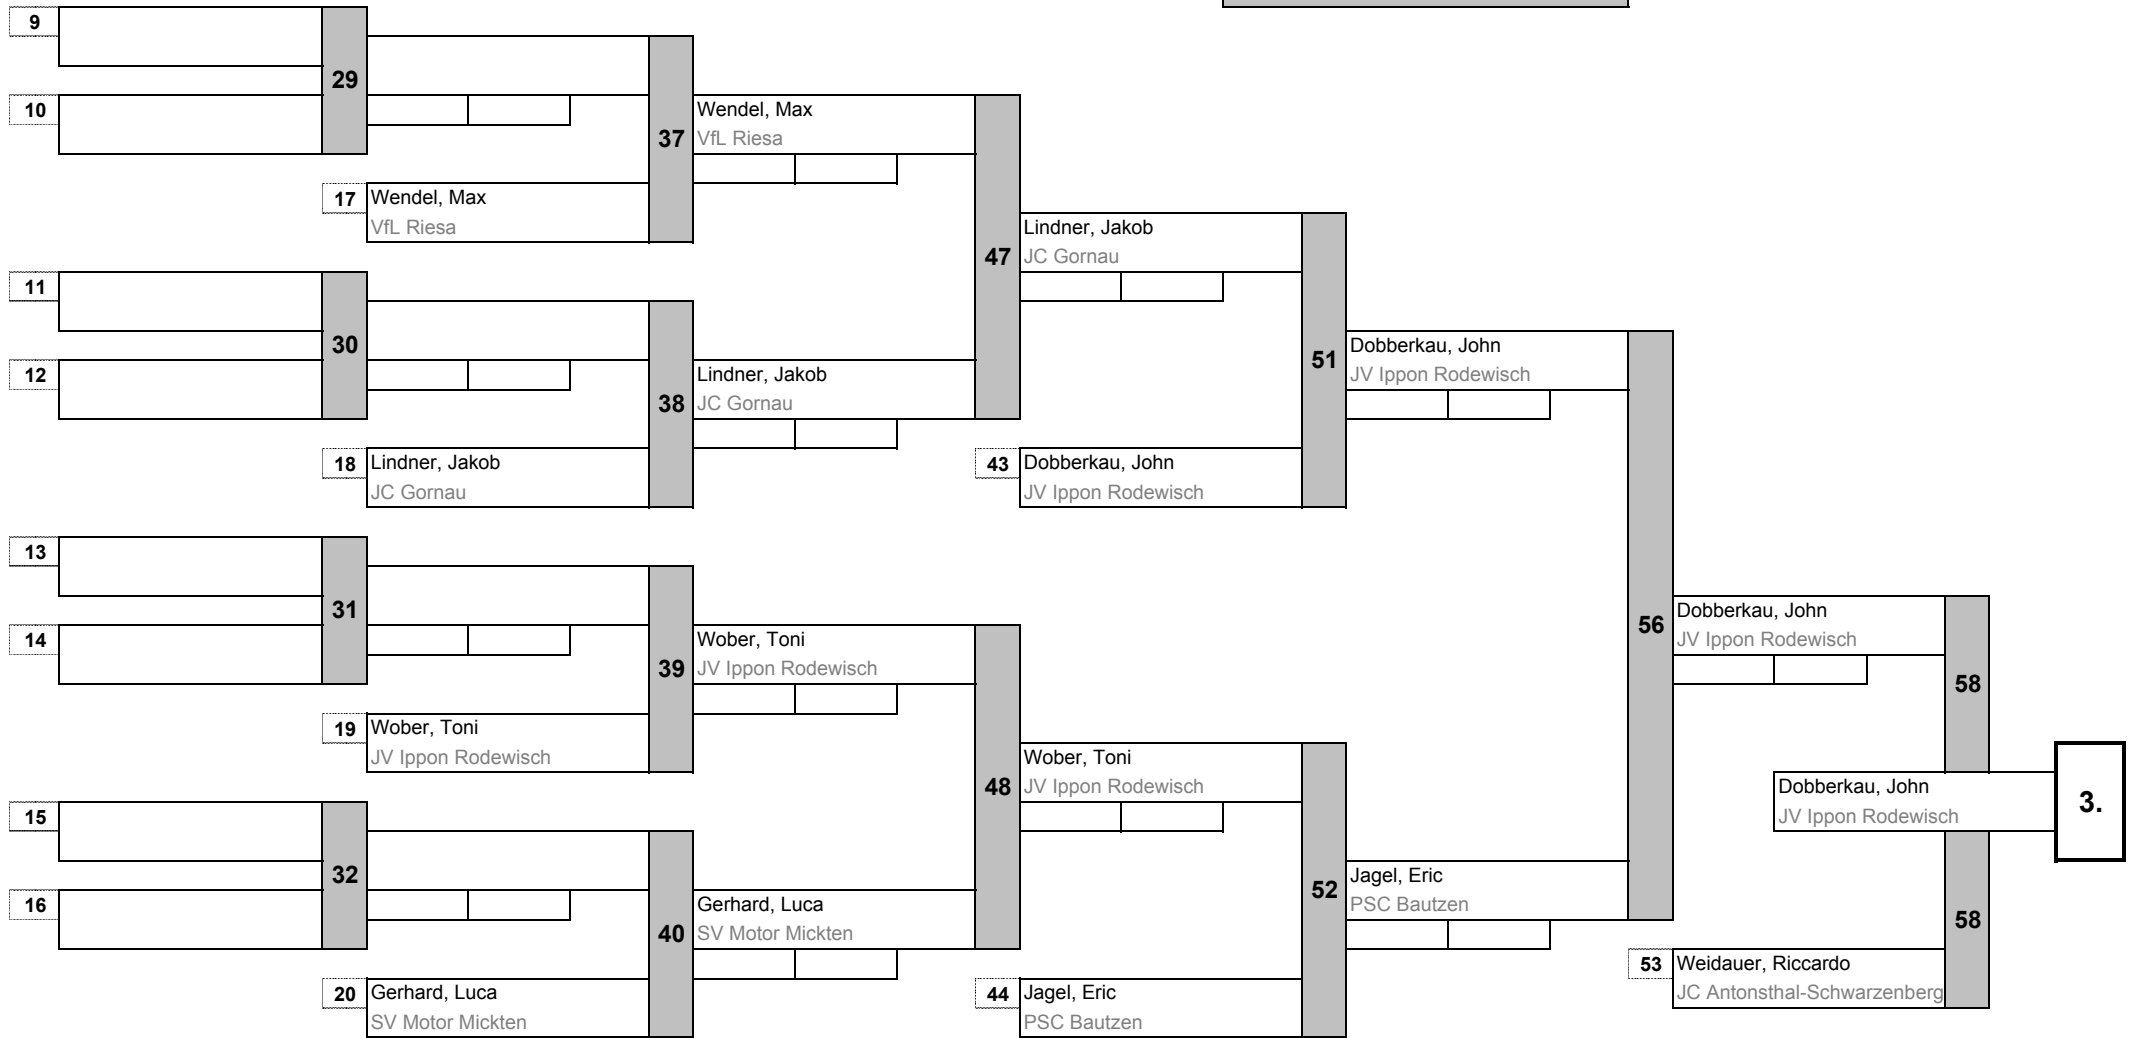 9
29
10
37
Wendel, Max
VfL Riesa
17
Wendel, Max
VfL Riesa
47
Lindner, Jakob
JC Gornau
11
30
12
38
Lindner, Jakob
JC Gornau
51
Dobberkau, John
JV Ippon Rodewisch
18
Lindner, Jakob
JC Gornau
43
Dobberkau, John
JV Ippon Rodewisch
13
31
14
39
Wober, Toni
JV Ippon Rodewisch
56
Dobberkau, John
JV Ippon Rodewisch
58
19
Wober, Toni
JV Ippon Rodewisch
48
Wober, Toni
JV Ippon Rodewisch
Dobberkau, John
JV Ippon Rodewisch
3.
15
32
16
40
Gerhard, Luca
SV Motor Mickten
52
Jagel, Eric
PSC Bautzen
58
20
Gerhard, Luca
SV Motor Mickten
44
Jagel, Eric
PSC Bautzen
53
Weidauer, Riccardo
JC Antonsthal-Schwarzenberg